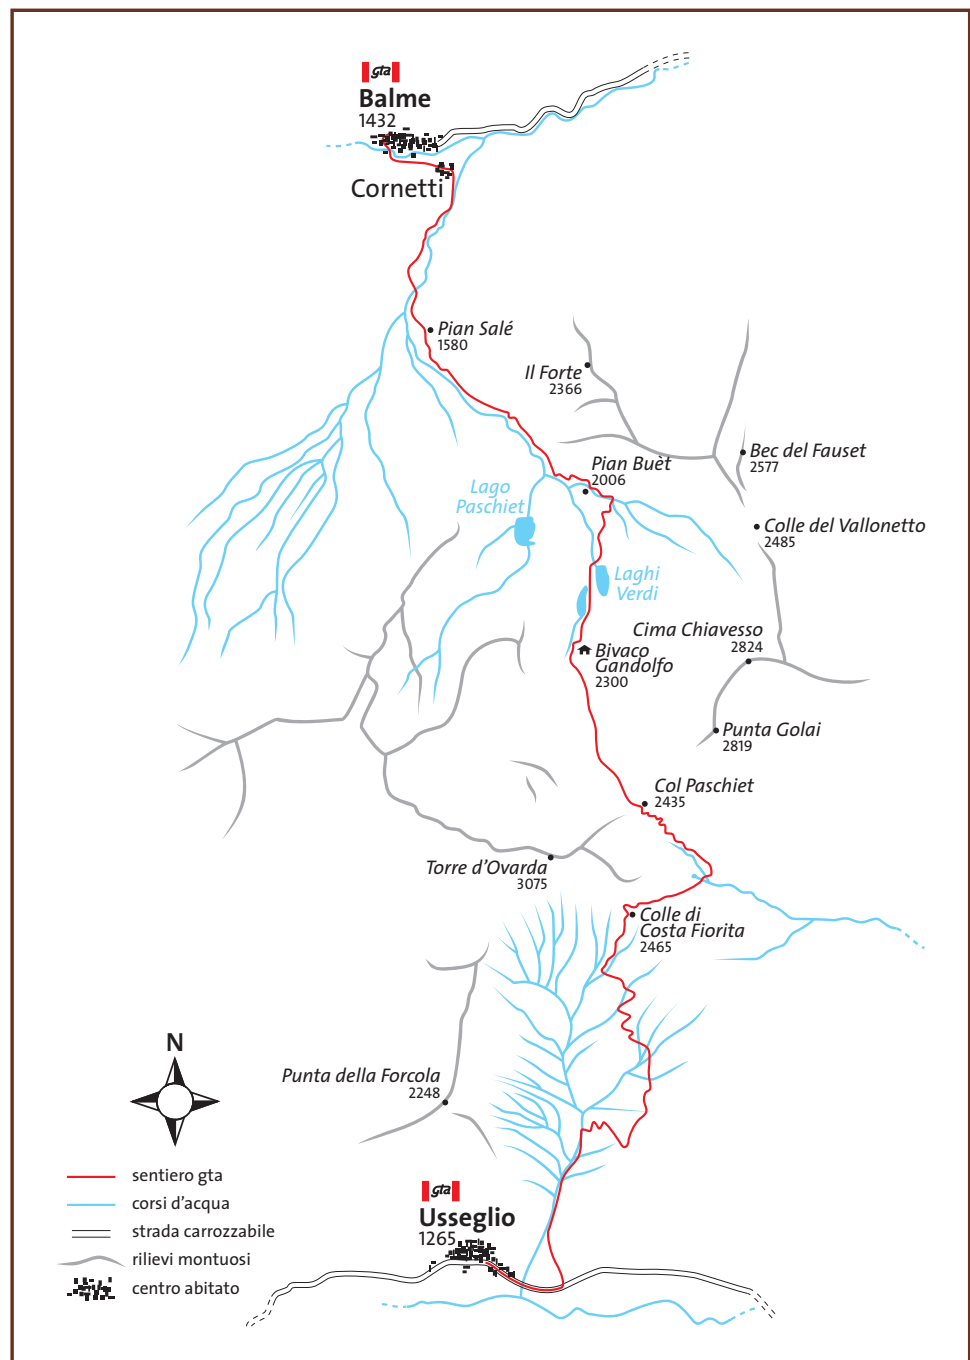 gta
Balme
1432
Cornetti
Pian Salé
1580
Il Forte
2366
Bec del Fauset
2577
Pian Buèt
2006
Lago
Paschiet
Colle del Vallonetto
2485
Laghi
Verdi
Cima Chiavesso
2824
Bivaco
Gandolfo
2300
Punta Golai
2819
Col Paschiet
2435
Torre d'Ovarda
3075
Colle di
Costa Fiorita
2465
N
Punta della Forcola
2248
sentiero gta
corsi d'acqua
strada carrozzabile
rilievi montuosi
centro abitato
gta
Usseglio
1265